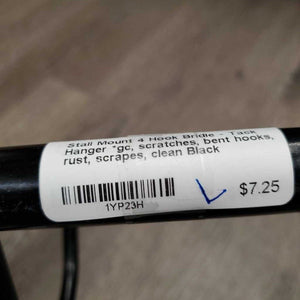 Stall Mount 4 Hook Bridle - Tack
Hanger *gc, scratches, bent hooks,
rust, scrapes, clean Black
1YP23H
$7.25